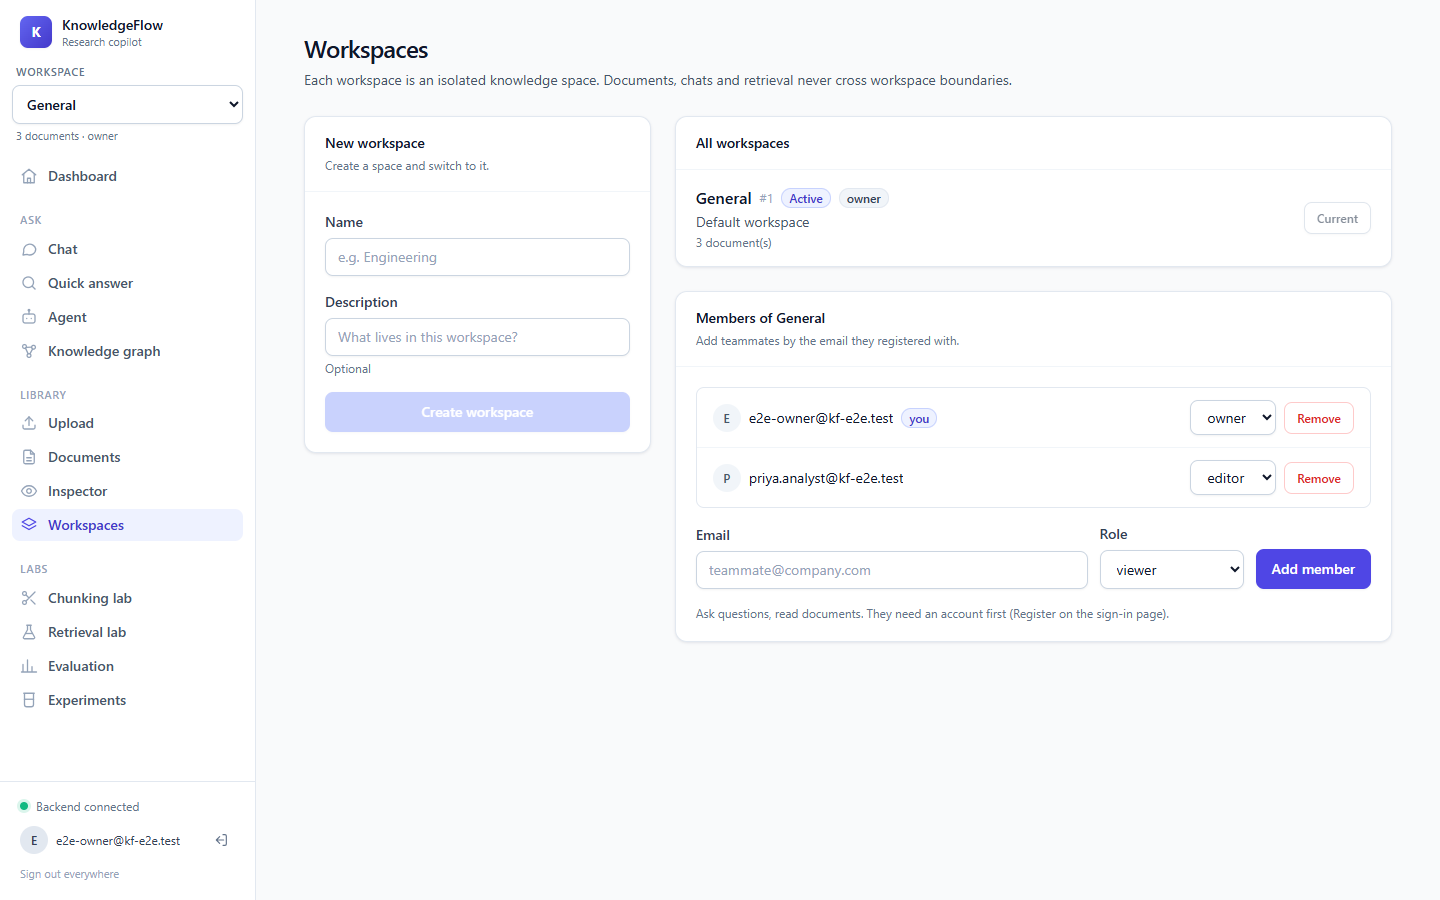 K
KnowledgeFlow
Research copilot
WORKSPACE
General
3 documents · owner
Dashboard
ASK
Chat
Quick answer
Agent
Knowledge graph
LIBRARY
Upload
Documents
Inspector
Workspaces
LABS
Chunking lab
Retrieval lab
Evaluation
Experiments
Backend connected
E
e2e-owner@kf-e2e.test
Sign out everywhere
Workspaces
Each workspace is an isolated knowledge space. Documents, chats and retrieval never cross workspace boundaries.
New workspace
Create a space and switch to it.
Name
e.g. Engineering
Description
What lives in this workspace?
Optional
Create workspace
All workspaces
General #1 Active owner
Default workspace
3 document(s)
Current
Members of General
Add teammates by the email they registered with.
E e2e-owner@kf-e2e.test you owner Remove
P priya.analyst@kf-e2e.test editor Remove
Email Role
teammate@company.com viewer Add member
Ask questions, read documents. They need an account first (Register on the sign-in page).